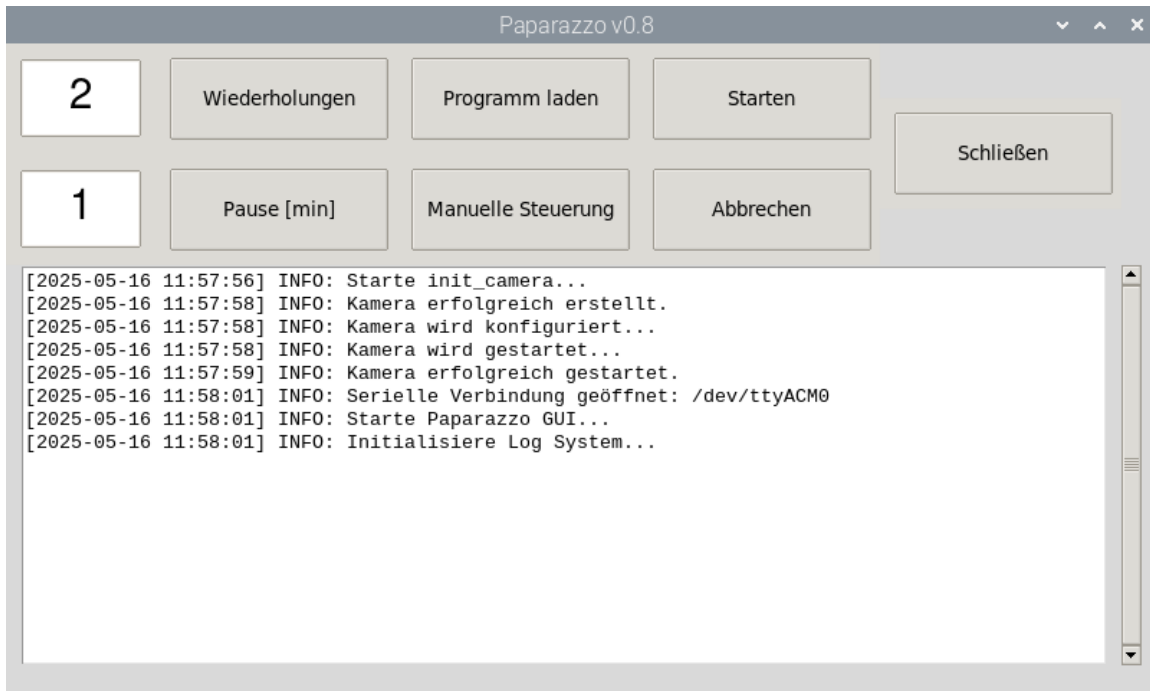 Paparazzo v0.8
2 Wiederholungen Programm laden Starten
Schließen
1 Pause [min] Manuelle Steuerung Abbrechen
[2025-05-16 11:57:56] INFO: Starte init_camera...
[2025-05-16 11:57:58] INFO: Kamera erfolgreich erstellt.
[2025-05-16 11:57:58] INFO: Kamera wird konfiguriert...
[2025-05-16 11:57:58] INFO: Kamera wird gestartet...
[2025-05-16 11:57:59] INFO: Kamera erfolgreich gestartet.
[2025-05-16 11:58:01] INFO: Serielle Verbindung geöffnet: /dev/ttyACM0
[2025-05-16 11:58:01] INFO: Starte Paparazzo GUI...
[2025-05-16 11:58:01] INFO: Initialisiere Log System...